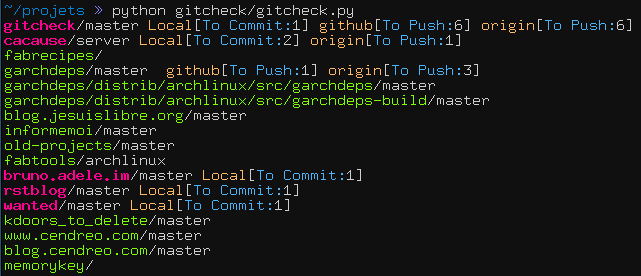 ~/projets » python gitcheck/gitcheck.py
gitcheck/master Local[To Commit:1] github[To Push:6] origin[To Push:6]
cacause/server Local[To Commit:2] origin[To Push:1]
fabrecipes/
garchdeps/master  github[To Push:1] origin[To Push:3]
garchdeps/distrib/archlinux/src/garchdeps/master
garchdeps/distrib/archlinux/src/garchdeps-build/master
blog.jesuislibre.org/master
informemoi/master
old-projects/master
fabtools/archlinux
bruno.adele.im/master Local[To Commit:1]
rstblog/master Local[To Commit:1]
wanted/master Local[To Commit:1]
kdoors_to_delete/master
www.cendreo.com/master
blog.cendreo.com/master
memorykey/